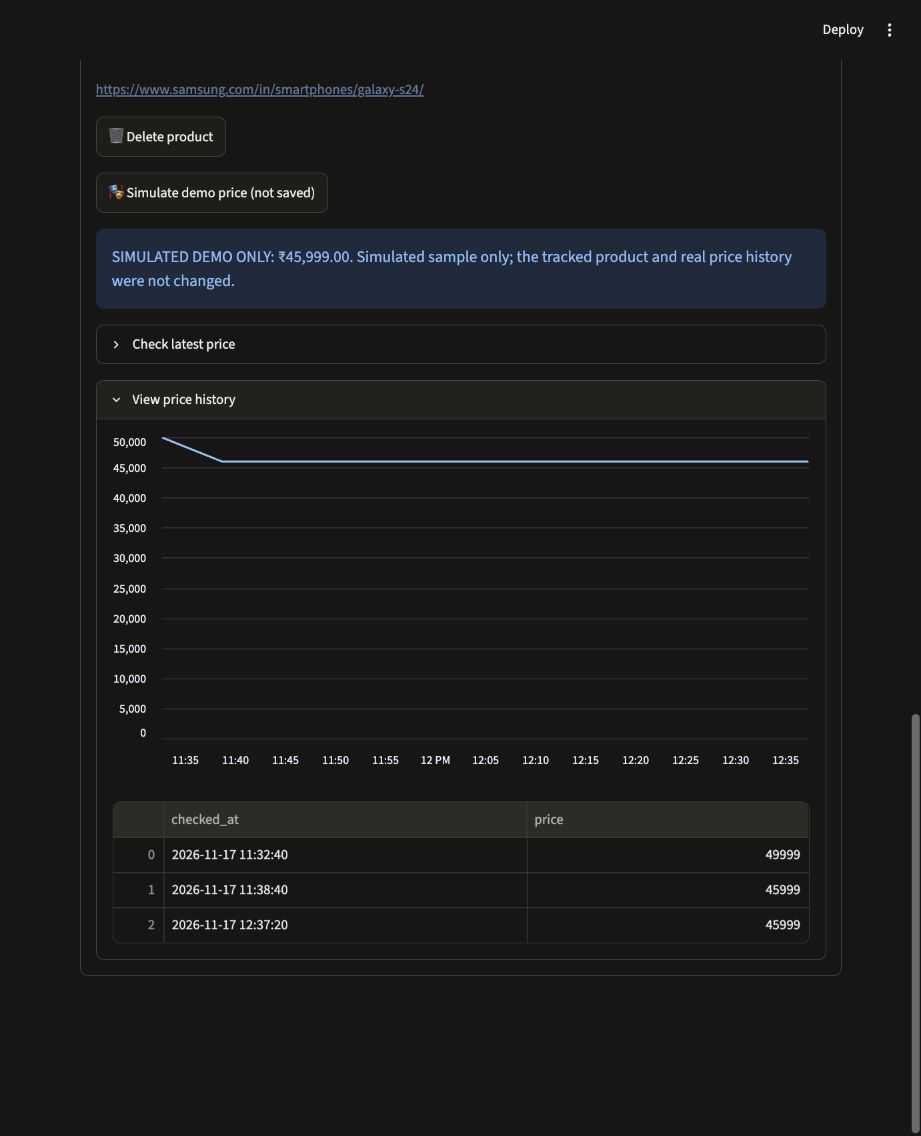 Deploy
https://www.samsung.com/in/smartphones/galaxy-s24/
Delete product
Simulate demo price (not saved)
SIMULATED DEMO ONLY: ₹45,999.00. Simulated sample only; the tracked product and real price history
were not changed.
Check latest price
View price history
50,000
45,000
40,000
35,000
30,000
25,000
20,000
15,000
10,000
5,000
0
11:35 11:40 11:45 11:50 11:55 12 PM 12:05 12:10 12:15 12:20 12:25 12:30 12:35
checked_at price
0 2026-11-17 11:32:40 49999
1 2026-11-17 11:38:40 45999
2 2026-11-17 12:37:20 45999